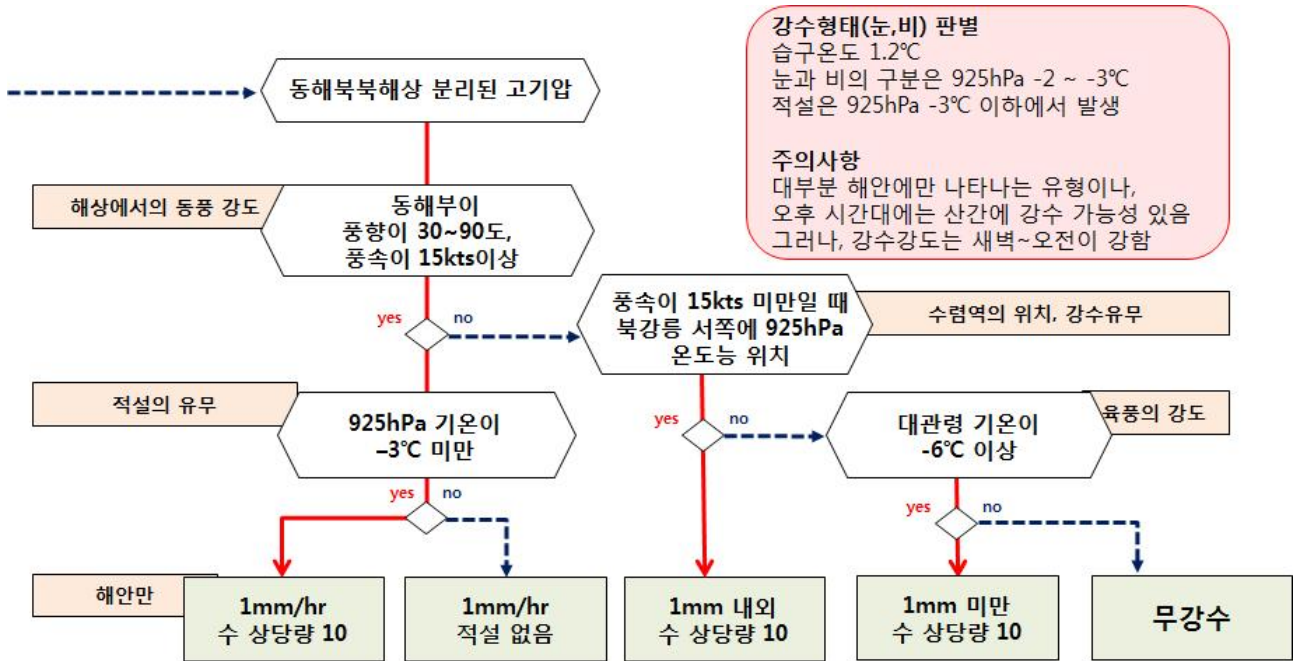 강수형태(눈,비) 판별
습구온도 1.2℃
눈과 비의 구분은 925hPa -2 ~ -3℃
적설은 925hPa -3℃ 이하에서 발생
주의사항
대부분 해안에만 나타나는 유형이나,
오후 시간대에는 산간에 강수 가능성 있음
그러나, 강수강도는 새벽~오전이 강함
동해북북해상 분리된 고기압
해상에서의 동풍 강도
동해부이
풍향이 30~90도,
풍속이 15kts이상
yes
no
풍속이 15kts 미만일 때
북강릉 서쪽에 925hPa
온도능 위치
수렴역의 위치, 강수유무
적설의 유무
925hPa 기온이
–3℃ 미만
yes
no
yes
no
대관령 기온이
-6℃ 이상
육풍의 강도
yes
no
해안만
1mm/hr
수 상당량 10
1mm/hr
적설 없음
1mm 내외
수 상당량 10
1mm 미만
수 상당량 10
무강수